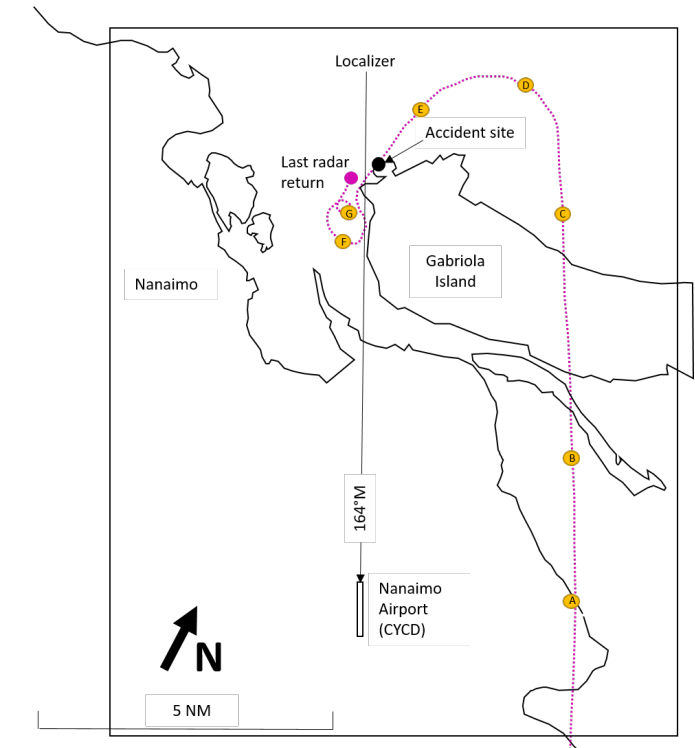 Localizer
D
E
Accident site
Last radar
return
C
G
F
Gabriola
Island
Nanaimo
B
164°M
A
Nanaimo
Airport
(CYCD)
N
5 NM